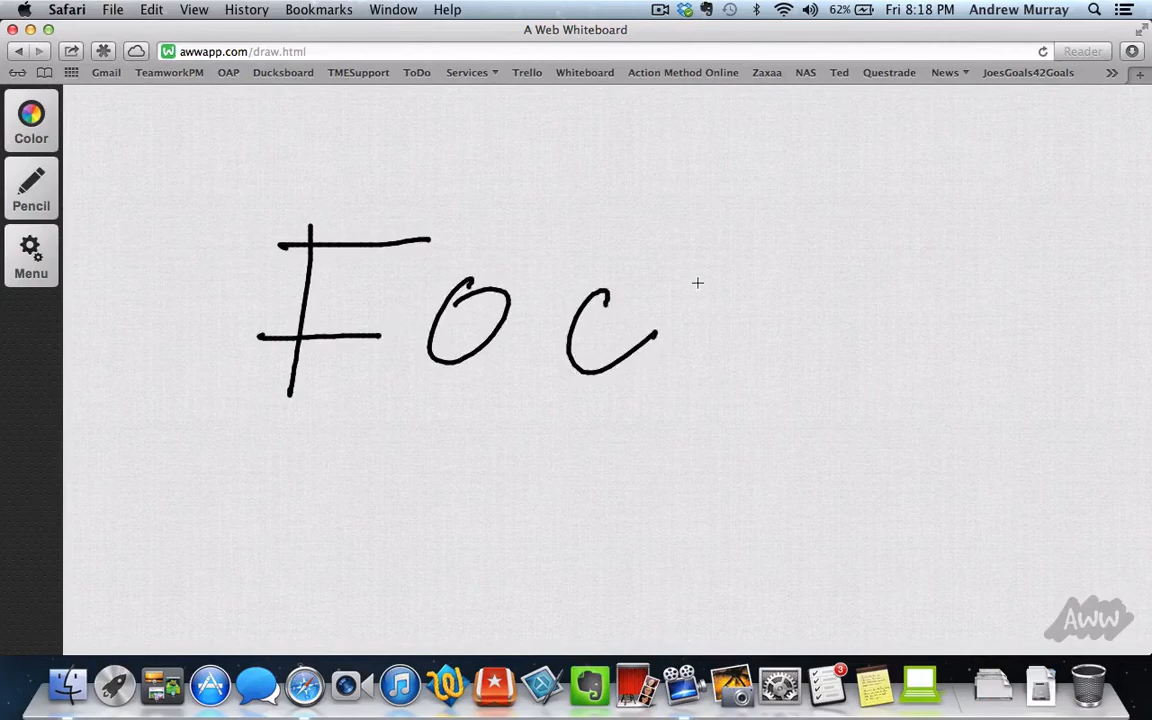 Safari File Edit View History Bookmarks Window Help 62% Fri 8:18 PM Andrew Murray
A Web Whiteboard
awwapp.com/draw.html Reader
Gmail TeamworkPM OAP Ducksboard TMESupport ToDo Services Trello Whiteboard Action Method Online Zaxaa NAS Ted Questrade News JoesGoals42Goals
Color
Pencil
Menu
Foc
AWW
3